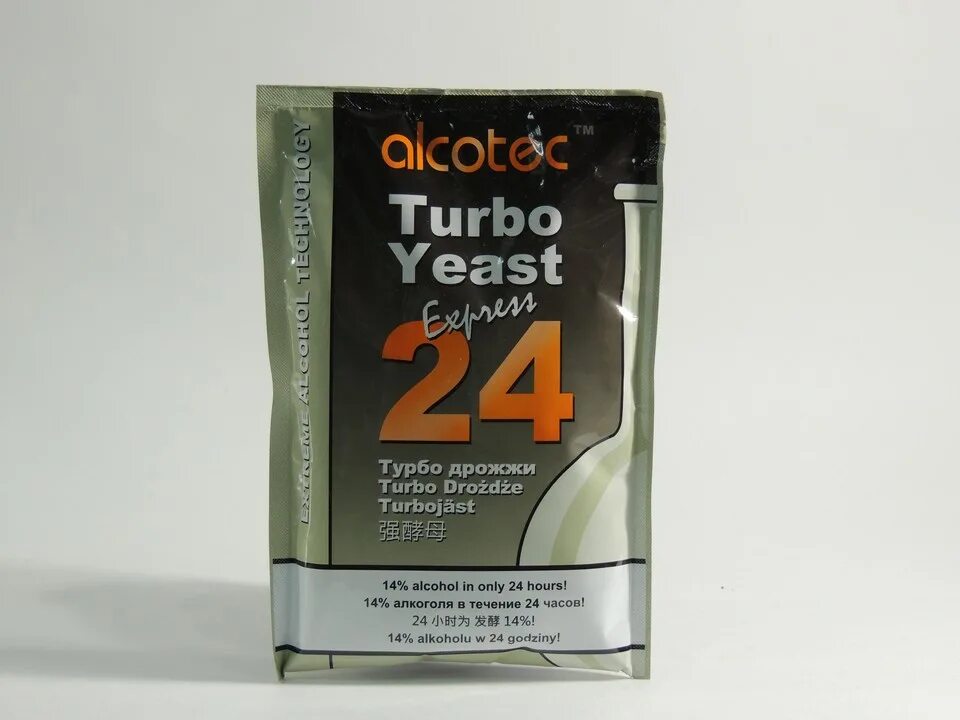 alcotec™
Turbo
Yeast
Express
24
Турбо дрожжи
Turbo Drożdże
Turbojäst
强酵母
14% alcohol in only 24 hours!
14% алкоголя в течение 24 часов!
24 小时为 发酵 14%!
14% alkoholu w 24 godziny!
EXTREME ALCOHOL TECHNOLOGY